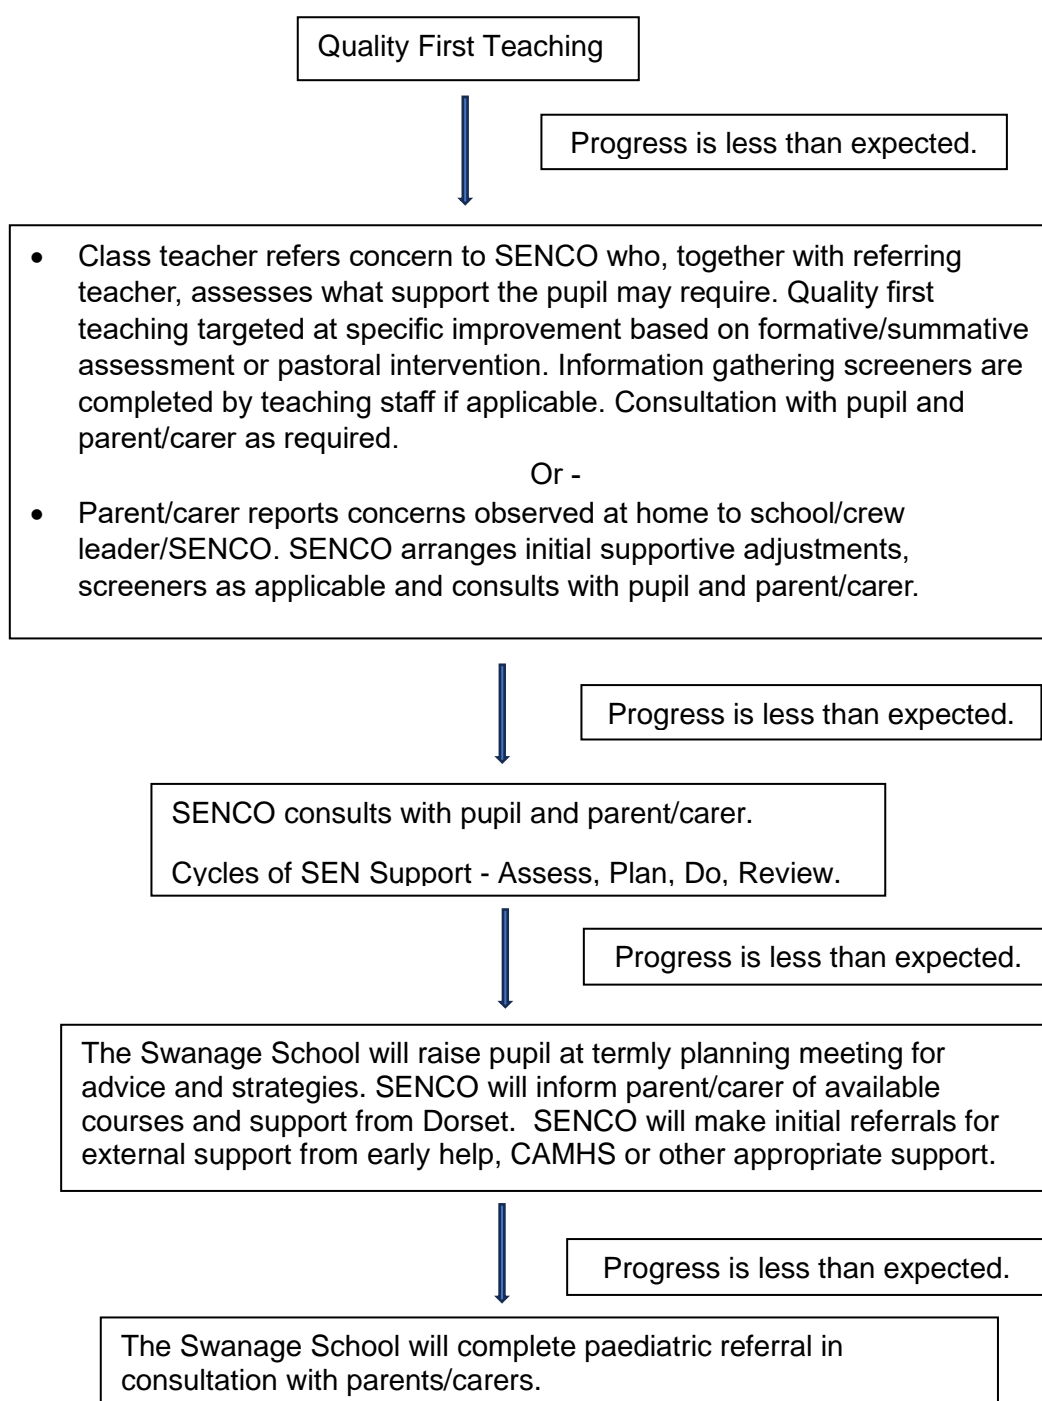 Quality First Teaching
Progress is less than expected.
• Class teacher refers concern to SENCO who, together with referring
teacher, assesses what support the pupil may require. Quality first
teaching targeted at specific improvement based on formative/summative
assessment or pastoral intervention. Information gathering screeners are
completed by teaching staff if applicable. Consultation with pupil and
parent/carer as required.
Or -
• Parent/carer reports concerns observed at home to school/crew
leader/SENCO. SENCO arranges initial supportive adjustments,
screeners as applicable and consults with pupil and parent/carer.
Progress is less than expected.
SENCO consults with pupil and parent/carer.
Cycles of SEN Support - Assess, Plan, Do, Review.
Progress is less than expected.
The Swanage School will raise pupil at termly planning meeting for
advice and strategies. SENCO will inform parent/carer of available
courses and support from Dorset.  SENCO will make initial referrals for
external support from early help, CAMHS or other appropriate support.
Progress is less than expected.
The Swanage School will complete paediatric referral in
consultation with parents/carers.